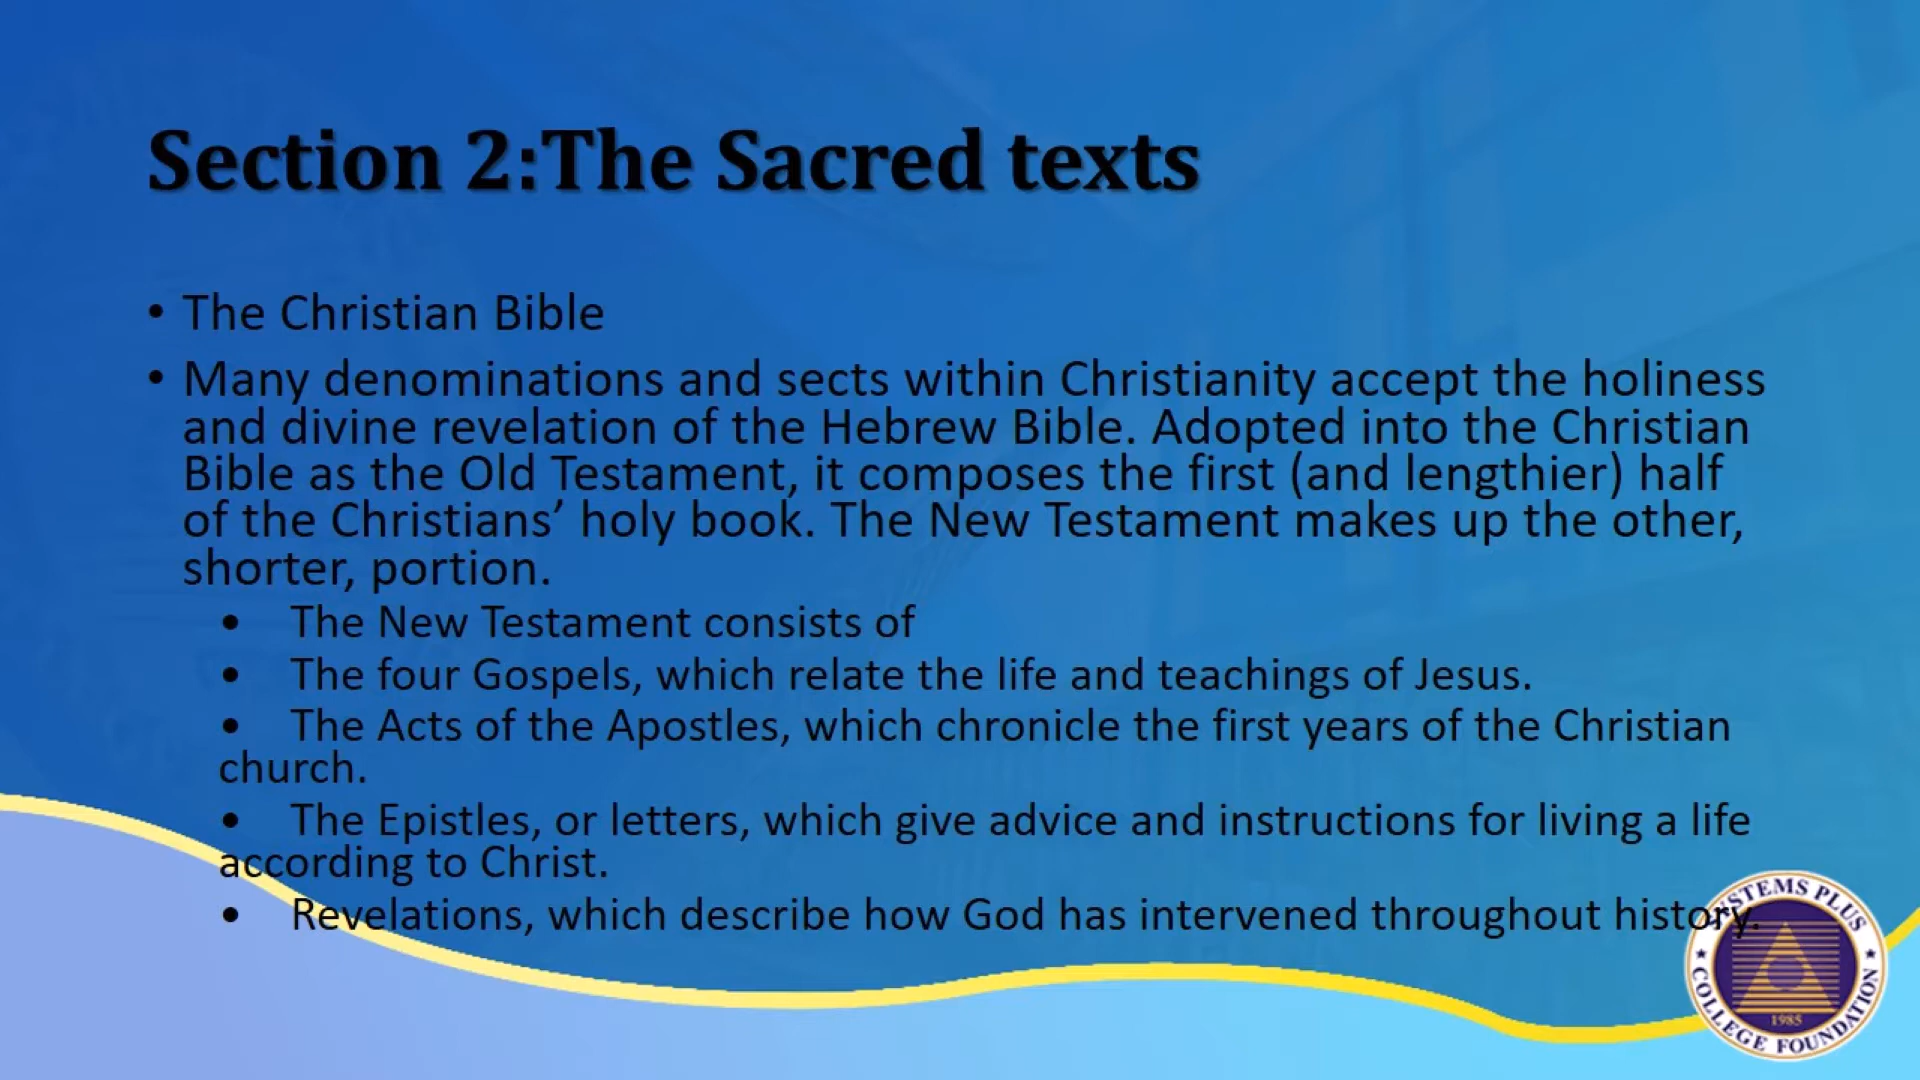 Section 2:The Sacred texts
• The Christian Bible
• Many denominations and sects within Christianity accept the holiness
and divine revelation of the Hebrew Bible. Adopted into the Christian
Bible as the Old Testament, it composes the first (and lengthier) half
of the Christians’ holy book. The New Testament makes up the other,
shorter, portion.
• The New Testament consists of
• The four Gospels, which relate the life and teachings of Jesus.
• The Acts of the Apostles, which chronicle the first years of the Christian
church.
• The Epistles, or letters, which give advice and instructions for living a life
according to Christ.
• Revelations, which describe how God has intervened throughout history.
SYSTEMS PLUS
COLLEGE FOUNDATION
1985